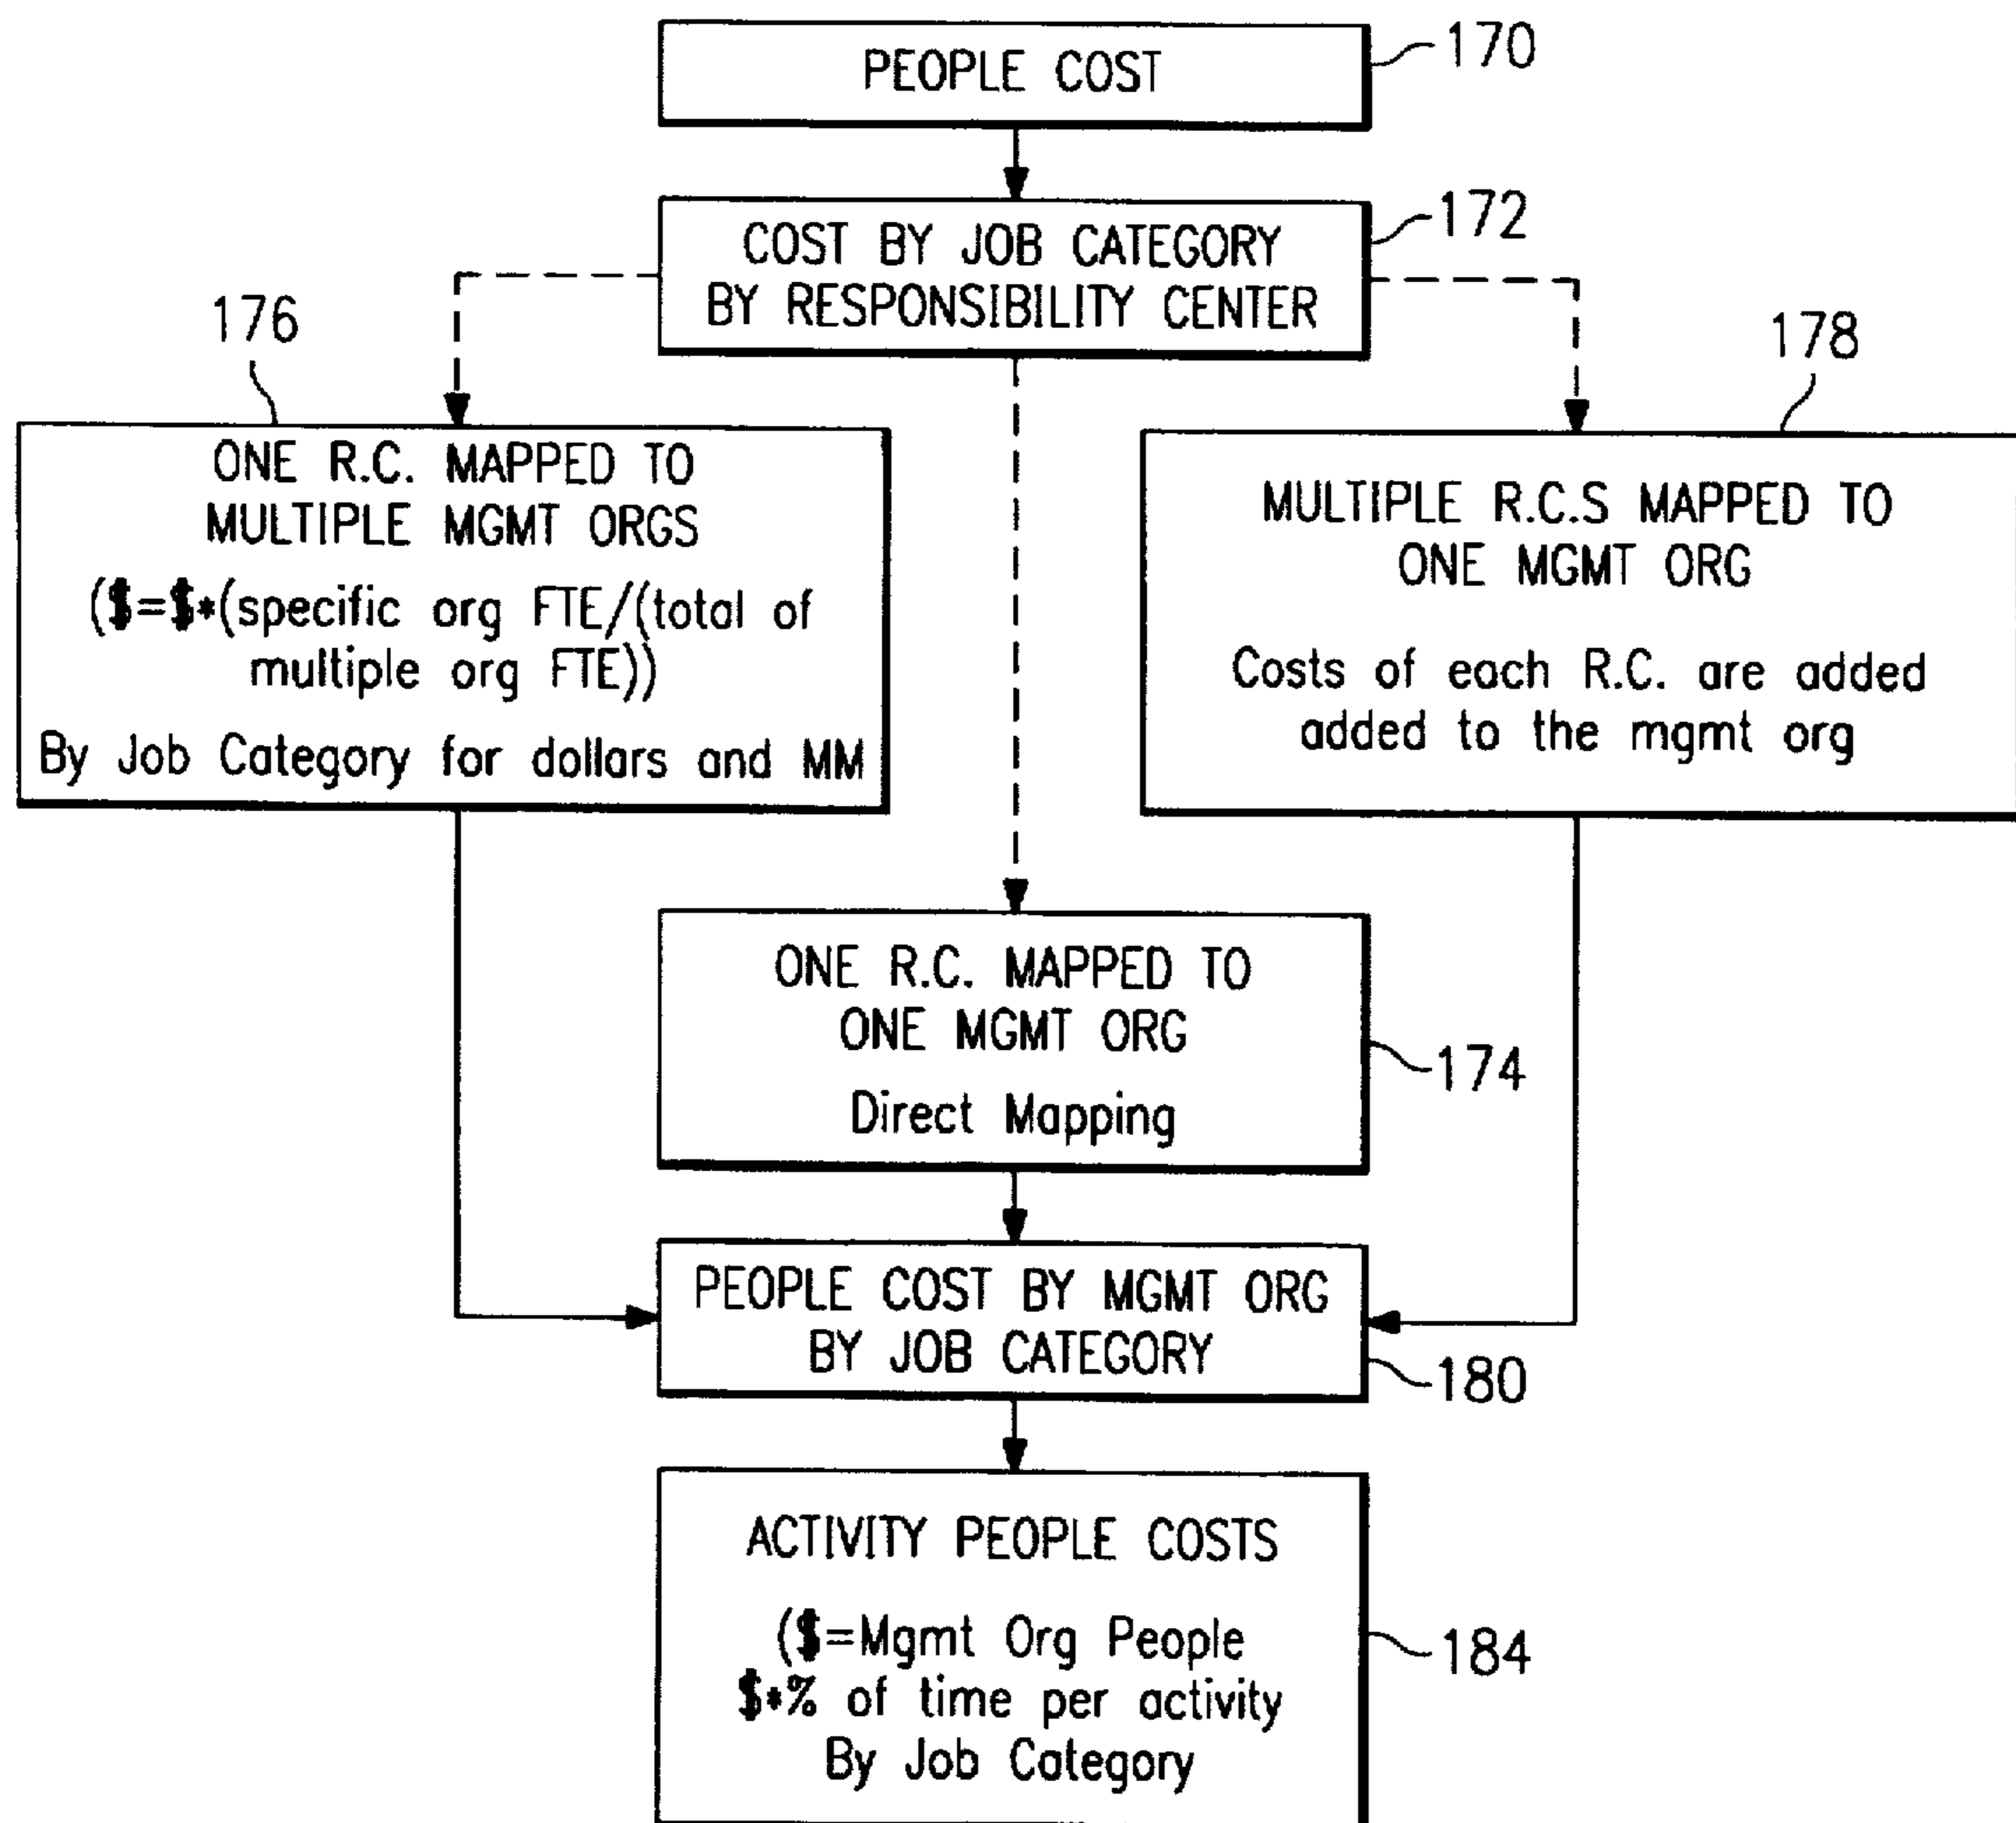 PEOPLE COST
170
COST BY JOB CATEGORY
BY RESPONSIBILITY CENTER
172
176
ONE R.C. MAPPED TO
MULTIPLE MGMT ORGS
($=$*(specific org FTE/(total of
multiple org FTE))
By Job Category for dollars and MM
178
MULTIPLE R.C.S MAPPED TO
ONE MGMT ORG
Costs of each R.C. are added
added to the mgmt org
ONE R.C. MAPPED TO
ONE MGMT ORG
Direct Mapping
174
PEOPLE COST BY MGMT ORG
BY JOB CATEGORY
180
ACTIVITY PEOPLE COSTS
($=Mgmt Org People
$*% of time per activity
By Job Category
184